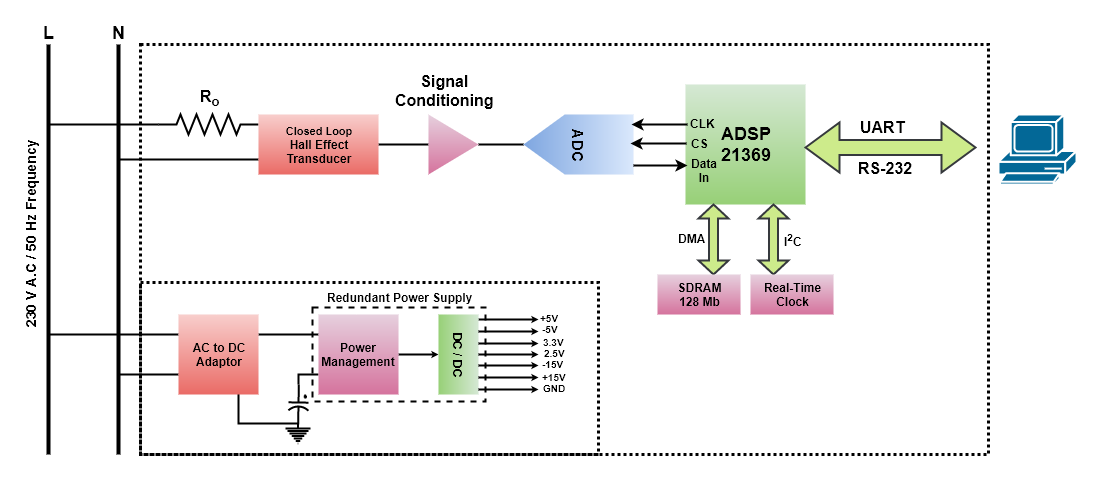 L
N
Ro
Signal
Conditioning
Closed Loop
Hall Effect
Transducer
ADC
CLK
CS
Data
In
ADSP
21369
UART
RS-232
DMA
I²C
SDRAM
128 Mb
Real-Time
Clock
230 V A.C / 50 Hz Frequency
Redundant Power Supply
AC to DC
Adaptor
Power
Management
DC / DC
+5V
-5V
3.3V
2.5V
-15V
+15V
GND